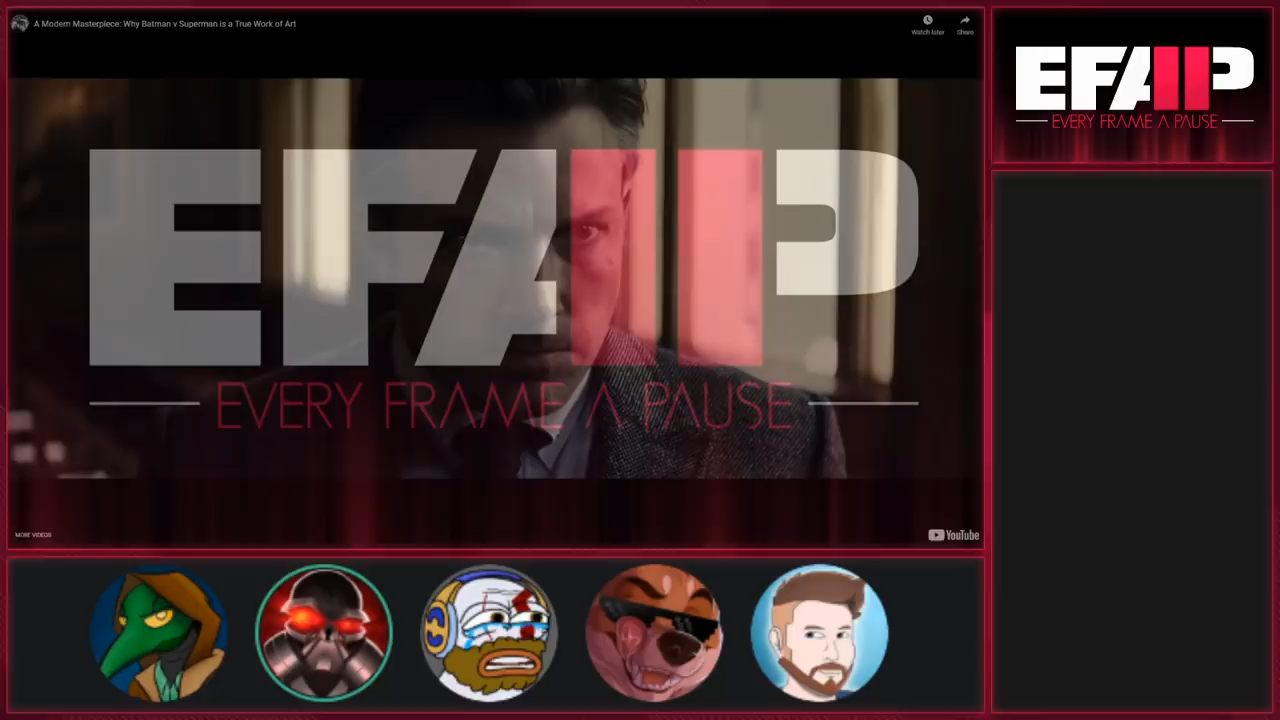 A Modern Masterpiece: Why Batman v Superman is a True Work of Art
Watch later
Share
EFAP
EVERY FRAME A PAUSE
MORE VIDEOS
YouTube
EFAP
EVERY FRAME A PAUSE